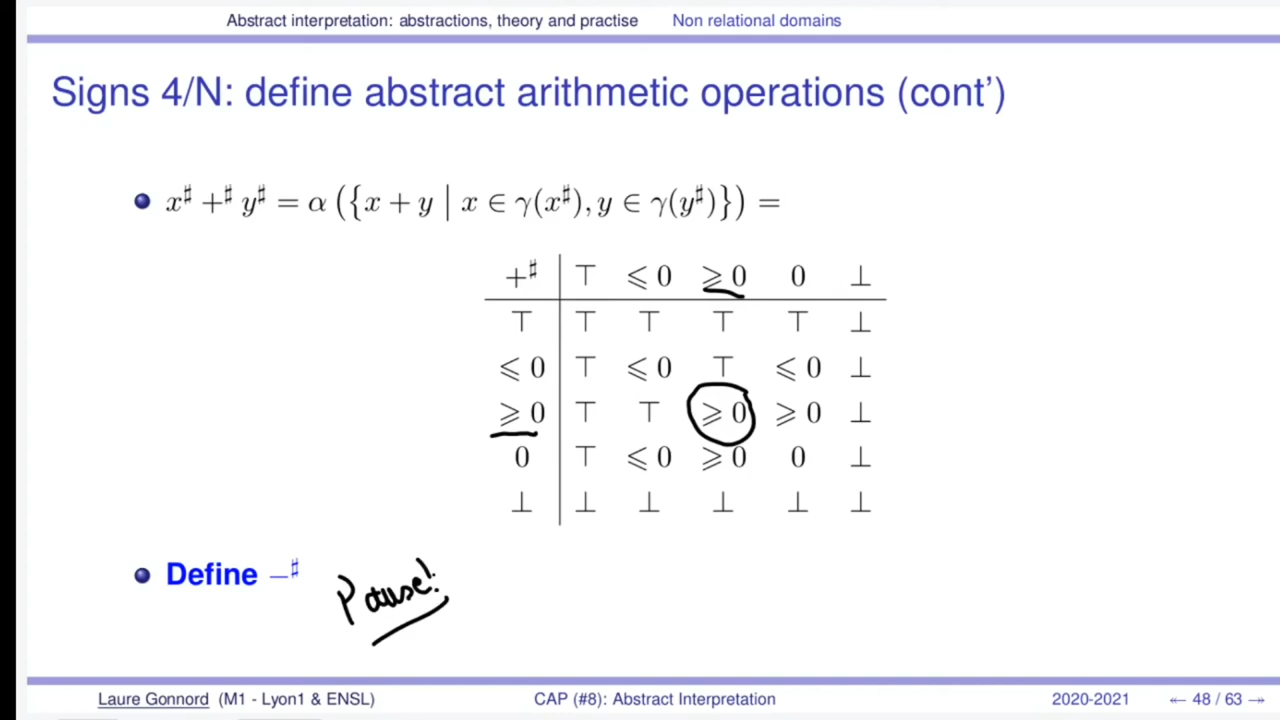 Abstract interpretation: abstractions, theory and practise Non relational domains
Signs 4/N: define abstract arithmetic operations (cont’)
x♯ +♯ y♯ = α ({x + y | x ∈ γ(x♯), y ∈ γ(y♯)}) =
+♯ ⊤ ⩽ 0 ⩾ 0 0 ⊥
⊤ ⊤ ⊤ ⊤ ⊤ ⊥
⩽ 0 ⊤ ⩽ 0 ⊤ ⩽ 0 ⊥
⩾ 0 ⊤ ⊤ ⩾ 0 ⩾ 0 ⊥
0 ⊤ ⩽ 0 ⩾ 0 0 ⊥
⊥ ⊥ ⊥ ⊥ ⊥ ⊥
Define −♯
Pause!
Laure Gonnord (M1 - Lyon1 & ENSL) CAP (#8): Abstract Interpretation 2020-2021 ← 48 / 63 →